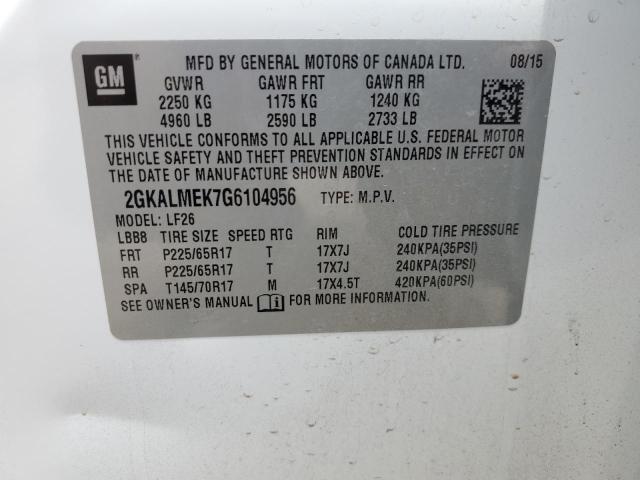 GM
MFD BY GENERAL MOTORS OF CANADA LTD. 08/15
GVWR GAWR FRT GAWR RR
2250 KG 1175 KG 1240 KG
4960 LB 2590 LB 2733 LB
THIS VEHICLE CONFORMS TO ALL APPLICABLE U.S. FEDERAL MOTOR
VEHICLE SAFETY AND THEFT PREVENTION STANDARDS IN EFFECT ON
THE DATE OF MANUFACTURE SHOWN ABOVE.
2GKALMEK7G6104956 TYPE: M.P.V.
MODEL: LF26
LBB8 TIRE SIZE SPEED RTG RIM COLD TIRE PRESSURE
FRT P225/65R17 T 17X7J 240KPA(35PSI)
RR P225/65R17 T 17X7J 240KPA(35PSI)
SPA T145/70R17 M 17X4.5T 420KPA(60PSI)
SEE OWNER'S MANUAL FOR MORE INFORMATION.